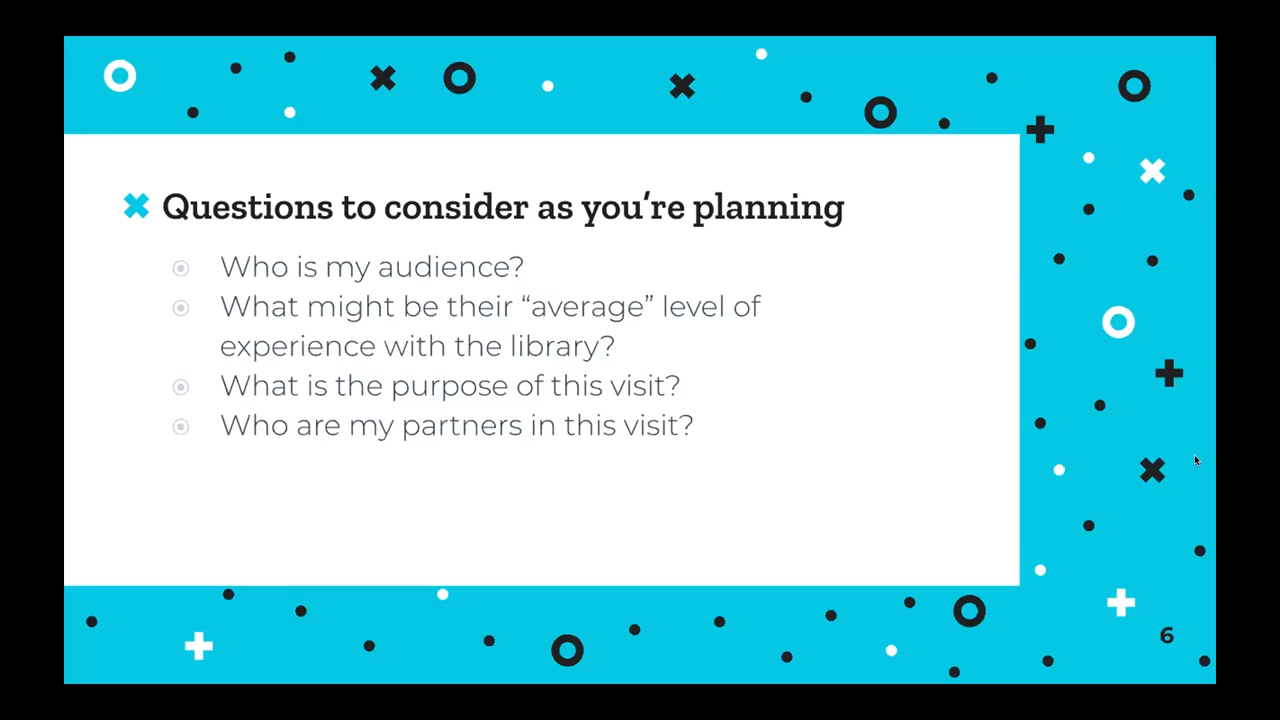 Questions to consider as you’re planning
Who is my audience?
What might be their “average” level of
experience with the library?
What is the purpose of this visit?
Who are my partners in this visit?
6